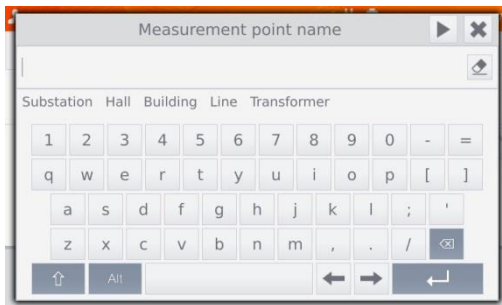 Measurement point name
Substation Hall Building Line Transformer
1 2 3 4 5 6 7 8 9 0 - =
q w e r t y u i o p [ ]
a s d f g h j k l ; '
z x c v b n m , . /
Alt